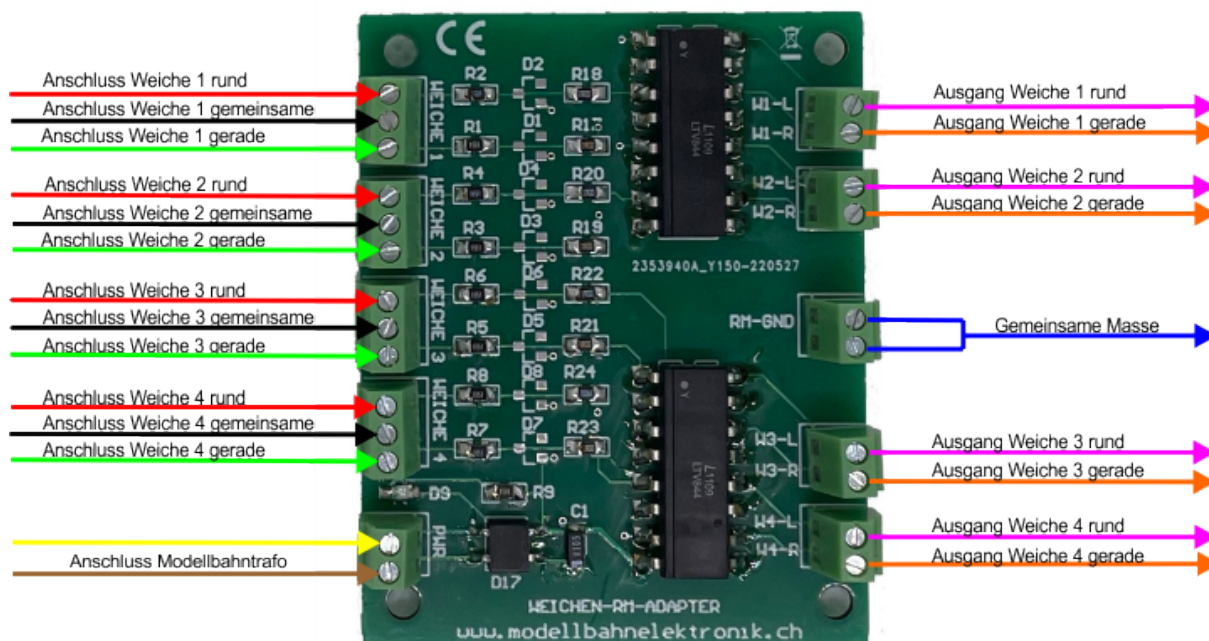 CE
Anschluss Weiche 1 rund
Anschluss Weiche 1 gemeinsame
Anschluss Weiche 1 gerade
Anschluss Weiche 2 rund
Anschluss Weiche 2 gemeinsame
Anschluss Weiche 2 gerade
Anschluss Weiche 3 rund
Anschluss Weiche 3 gemeinsame
Anschluss Weiche 3 gerade
Anschluss Weiche 4 rund
Anschluss Weiche 4 gemeinsame
Anschluss Weiche 4 gerade
Anschluss Modellbahntrafo
WEICHE 1
WEICHE 2
WEICHE 3
WEICHE 4
PWR
R2 D2 R18
R1 D1 R17
R4 D4 R20
R3 D3 R19
R6 D6 R22
R5 D5 R21
R8 D8 R24
R7 D7 R23
D9 R9 C1
D17
L1109
LTV844
2353940A_Y150-220527
L1109
LTV844
W1-L
W1-R
W2-L
W2-R
RM-GND
W3-L
W3-R
W4-L
W4-R
Ausgang Weiche 1 rund
Ausgang Weiche 1 gerade
Ausgang Weiche 2 rund
Ausgang Weiche 2 gerade
Gemeinsame Masse
Ausgang Weiche 3 rund
Ausgang Weiche 3 gerade
Ausgang Weiche 4 rund
Ausgang Weiche 4 gerade
WEICHEN-RM-ADAPTER
www.modellbahnelektronik.ch